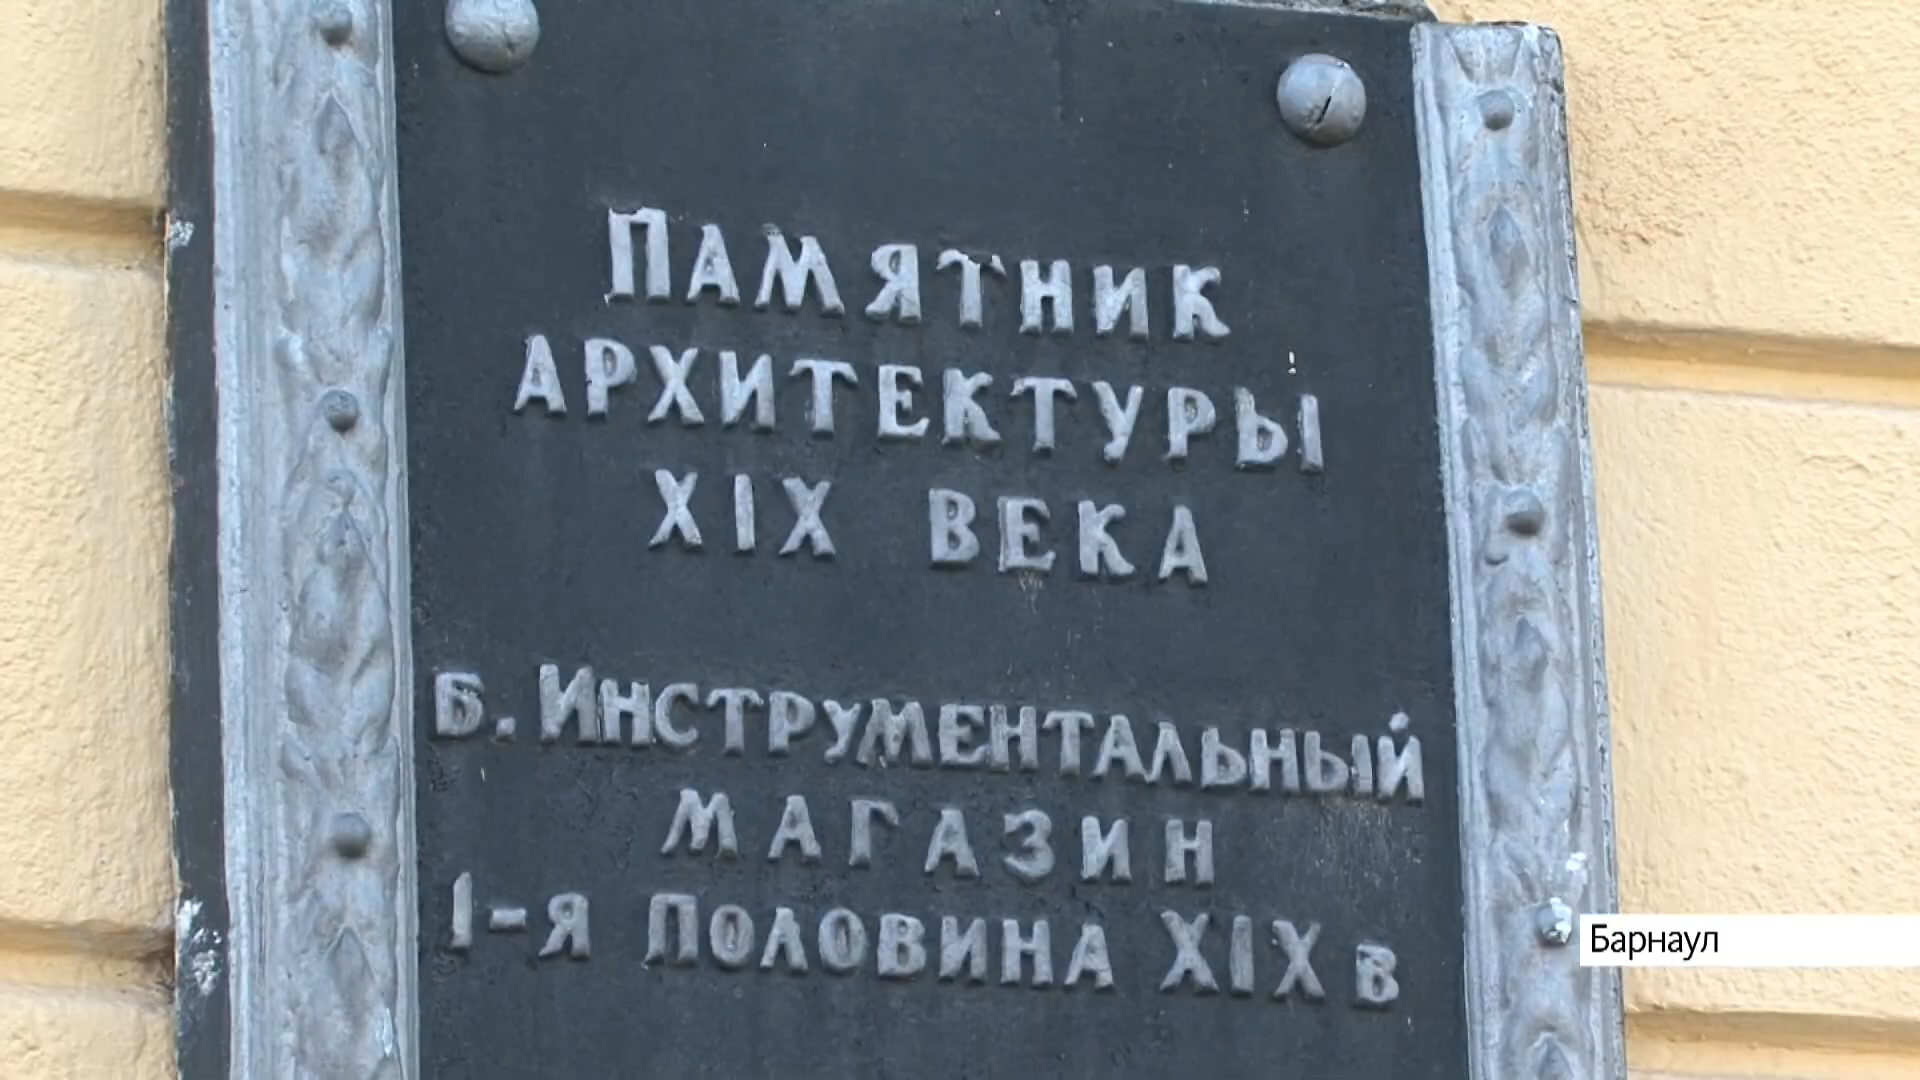 ПАМЯТНИК
АРХИТЕКТУРЫ
XIX ВЕКА
Б. ИНСТРУМЕНТАЛЬНЫЙ
МАГАЗИН
1-Я ПОЛОВИНА XIX В
Барнаул